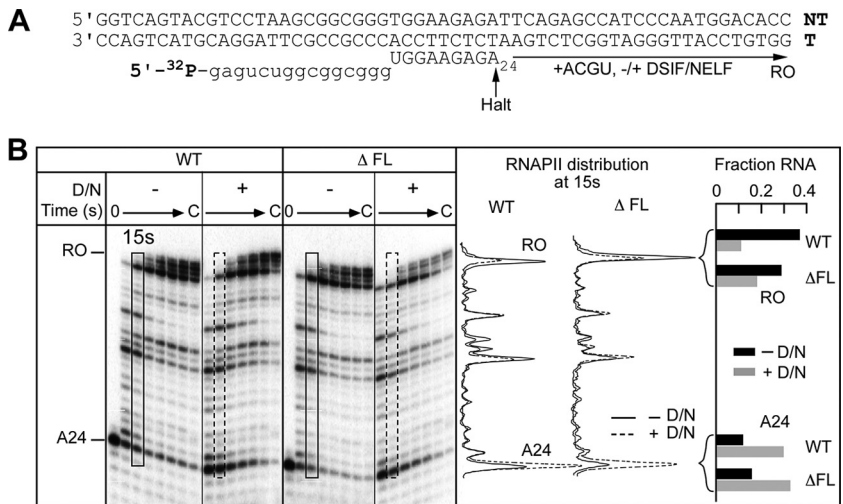 A
5'GGTCAGTACGTCCTAAGCGGCGGGTGGAAGAGATTCAGAGCCATCCCAATGGACACC NT
3'CCAGTCATGCAGGATTCGCCGCCCACCTTCTCTAAGTCTCGGTAGGGTTACCTGTGG T
UGGAAGAGA24
5'-32P-gagucuggcggcggg
+ACGU, -/+ DSIF/NELF RO
Halt
B
WT Δ FL RNAPII distribution at 15s Fraction RNA
D/N - + - +
Time (s) 0 C C 0 C C
WT Δ FL
0 0.2 0.4
15s
RO
RO
WT
ΔFL
RO
– D/N
+ D/N
A24
A24
– D/N
+ D/N
A24
WT
ΔFL